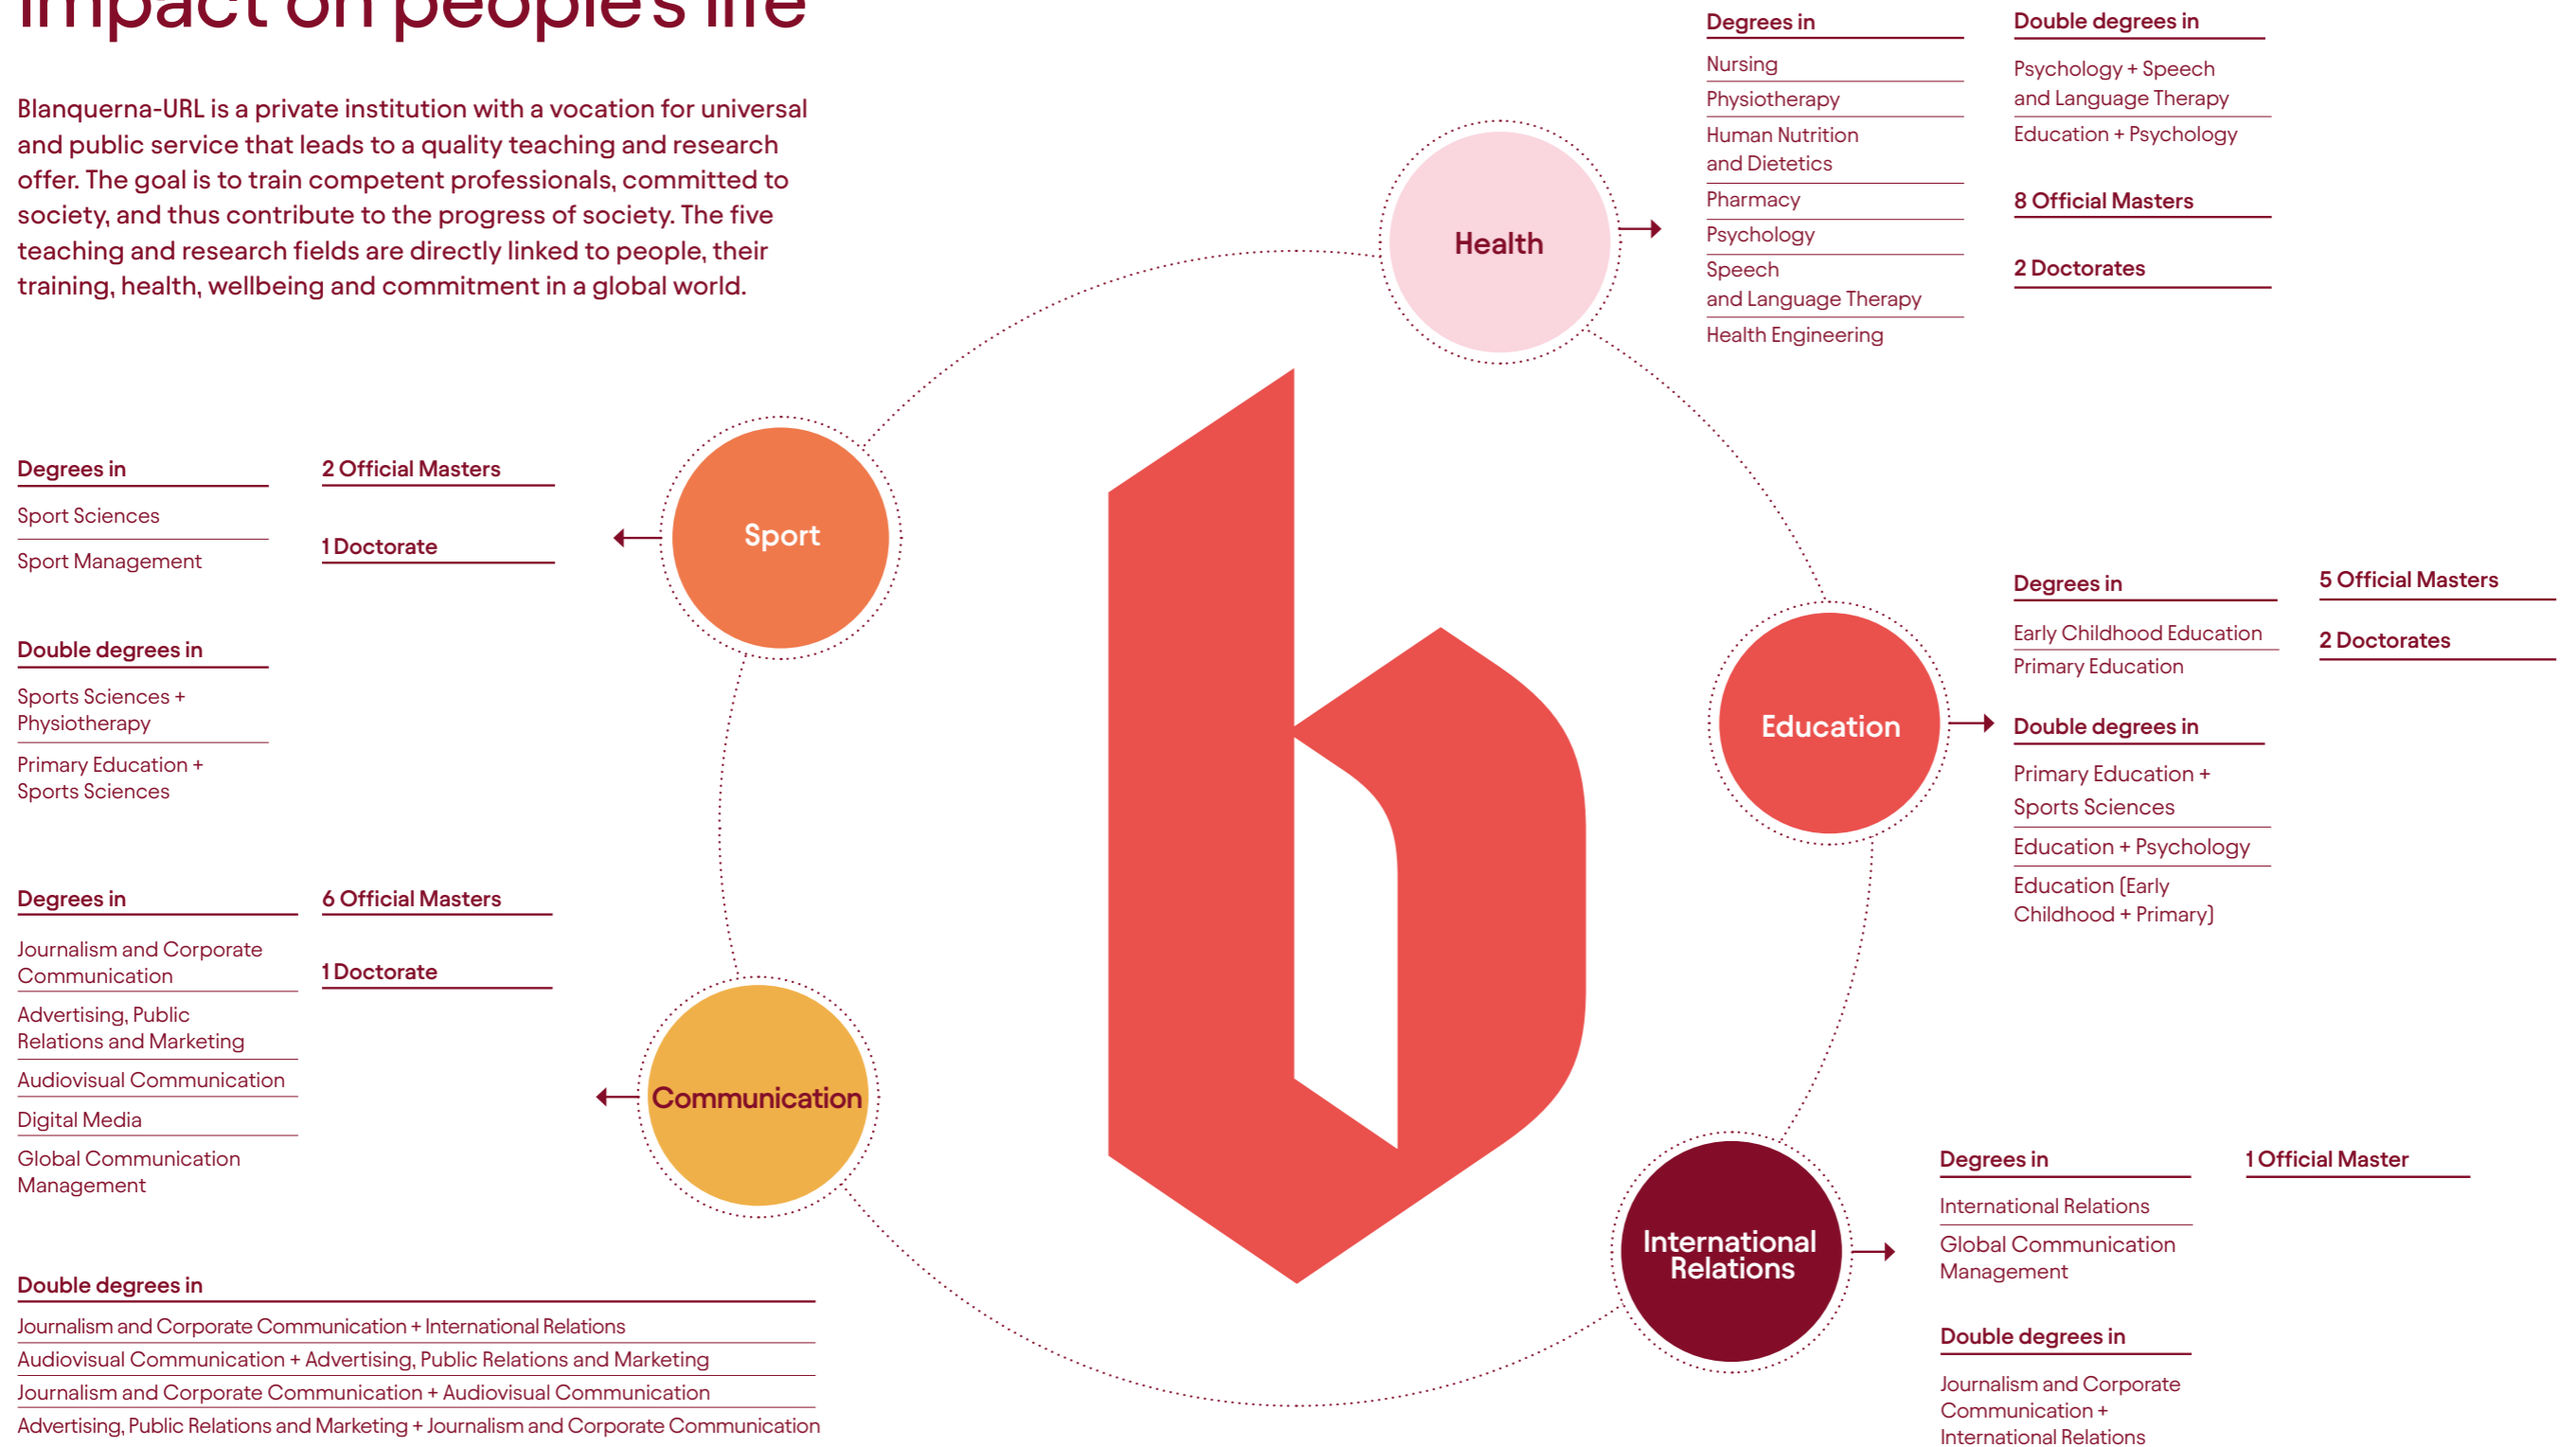 impact on people's life
Blanquerna-URL is a private institution with a vocation for universal
and public service that leads to a quality teaching and research
offer. The goal is to train competent professionals, committed to
society, and thus contribute to the progress of society. The five
teaching and research fields are directly linked to people, their
training, health, wellbeing and commitment in a global world.
Health
Degrees in
Nursing
Physiotherapy
Human Nutrition
and Dietetics
Pharmacy
Psychology
Speech
and Language Therapy
Health Engineering
Double degrees in
Psychology + Speech
and Language Therapy
Education + Psychology
8 Official Masters
2 Doctorates
Sport
Degrees in
Sport Sciences
Sport Management
2 Official Masters
1 Doctorate
Double degrees in
Sports Sciences +
Physiotherapy
Primary Education +
Sports Sciences
Education
Degrees in
Early Childhood Education
Primary Education
5 Official Masters
2 Doctorates
Double degrees in
Primary Education +
Sports Sciences
Education + Psychology
Education (Early
Childhood + Primary)
Communication
Degrees in
Journalism and Corporate
Communication
Advertising, Public
Relations and Marketing
Audiovisual Communication
Digital Media
Global Communication
Management
6 Official Masters
1 Doctorate
Double degrees in
Journalism and Corporate Communication + International Relations
Audiovisual Communication + Advertising, Public Relations and Marketing
Journalism and Corporate Communication + Audiovisual Communication
Advertising, Public Relations and Marketing + Journalism and Corporate Communication
International
Relations
Degrees in
International Relations
Global Communication
Management
1 Official Master
Double degrees in
Journalism and Corporate
Communication +
International Relations
b